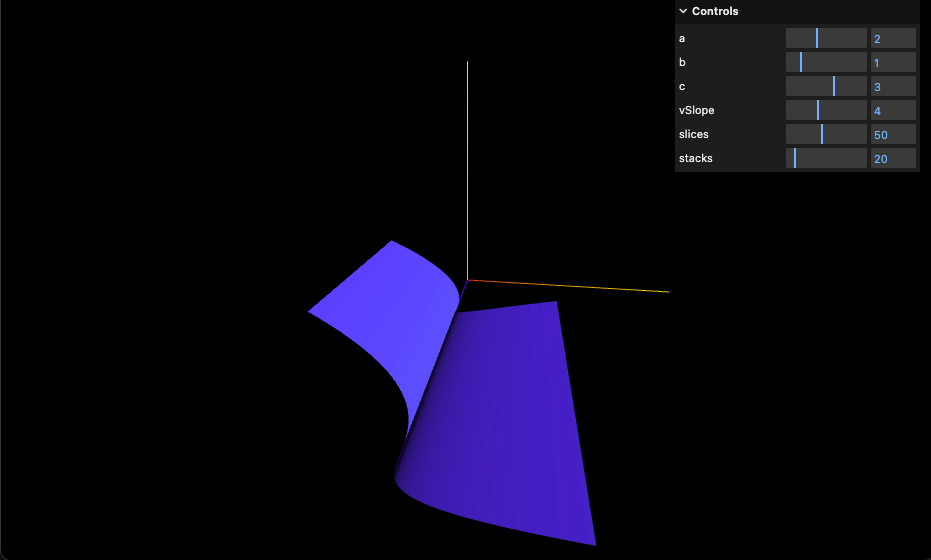 Controls
a 2
b 1
c 3
vSlope 4
slices 50
stacks 20